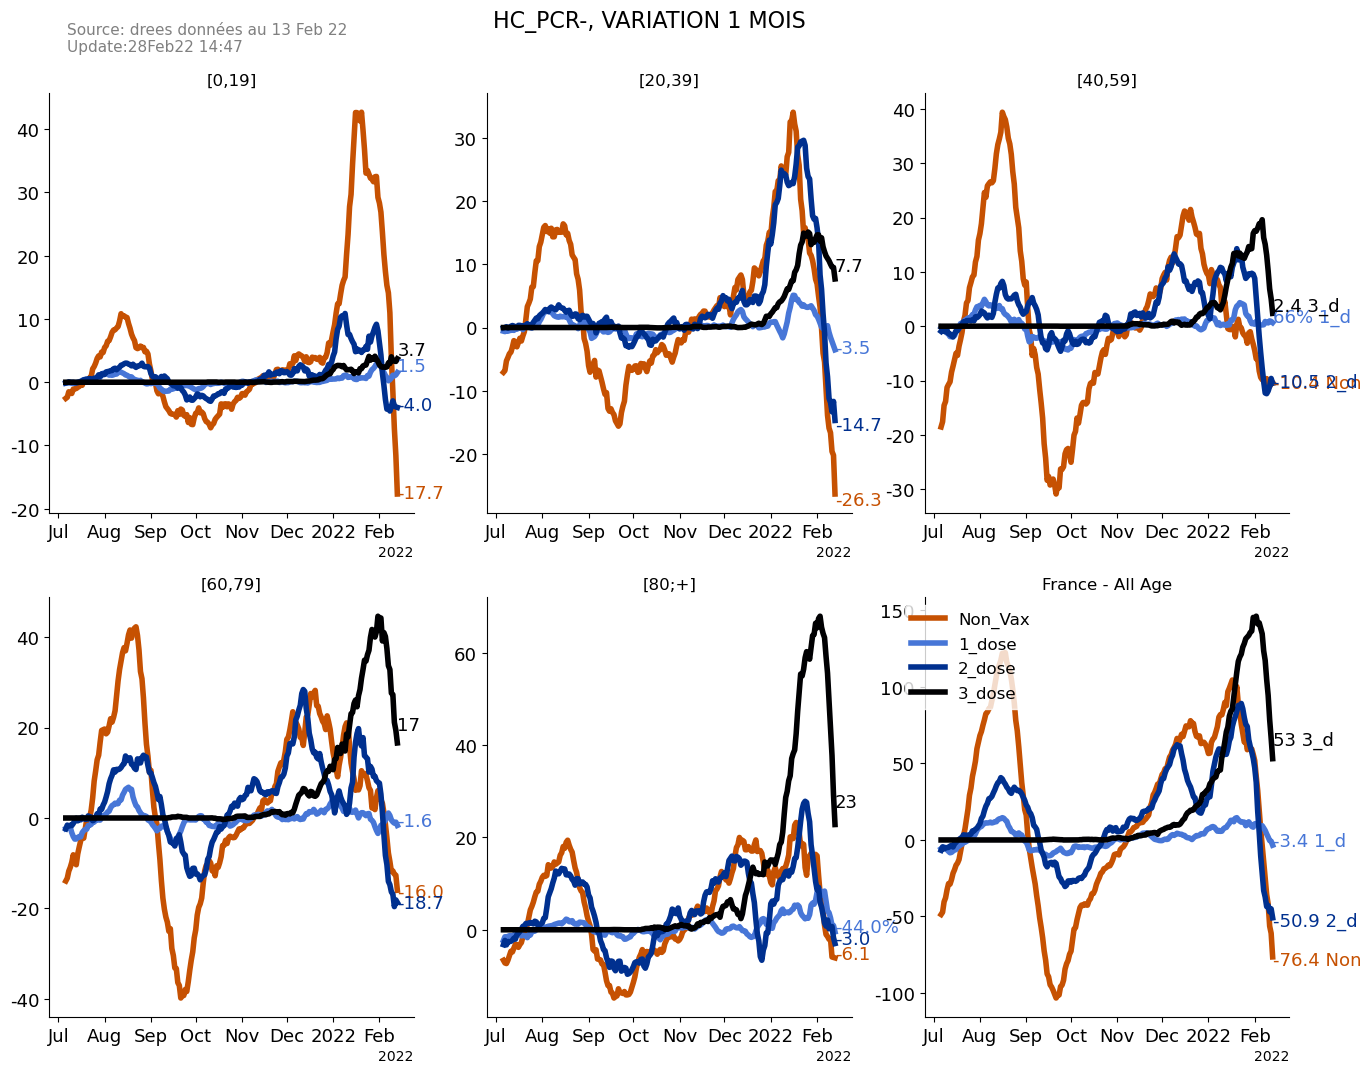 HC_PCR-, VARIATION 1 MOIS
Source: drees données au 13 Feb 22
Update:28Feb22 14:47
[0,19]
[20,39]
[40,59]
40
30
20
10
0
-10
-20
3.7
1.5
-4.0
-17.7
Jul Aug Sep Oct Nov Dec 2022 Feb
2022
30
20
10
0
-10
-20
7.7
-3.5
-14.7
-26.3
Jul Aug Sep Oct Nov Dec 2022 Feb
2022
40
30
20
10
0
-10
-20
-30
2.4 3_d
66% 1_d
-10.5 2_d
Non
Jul Aug Sep Oct Nov Dec 2022 Feb
2022
[60,79]
[80;+]
France - All Age
40
20
0
-20
-40
17
-1.6
-16.0
-18.7
Jul Aug Sep Oct Nov Dec 2022 Feb
2022
60
40
20
0
23
-44.0%
-3.0
-6.1
Jul Aug Sep Oct Nov Dec 2022 Feb
2022
150
100
50
0
-50
-100
Non_Vax
1_dose
2_dose
3_dose
53 3_d
-3.4 1_d
-50.9 2_d
-76.4 Non
Jul Aug Sep Oct Nov Dec 2022 Feb
2022